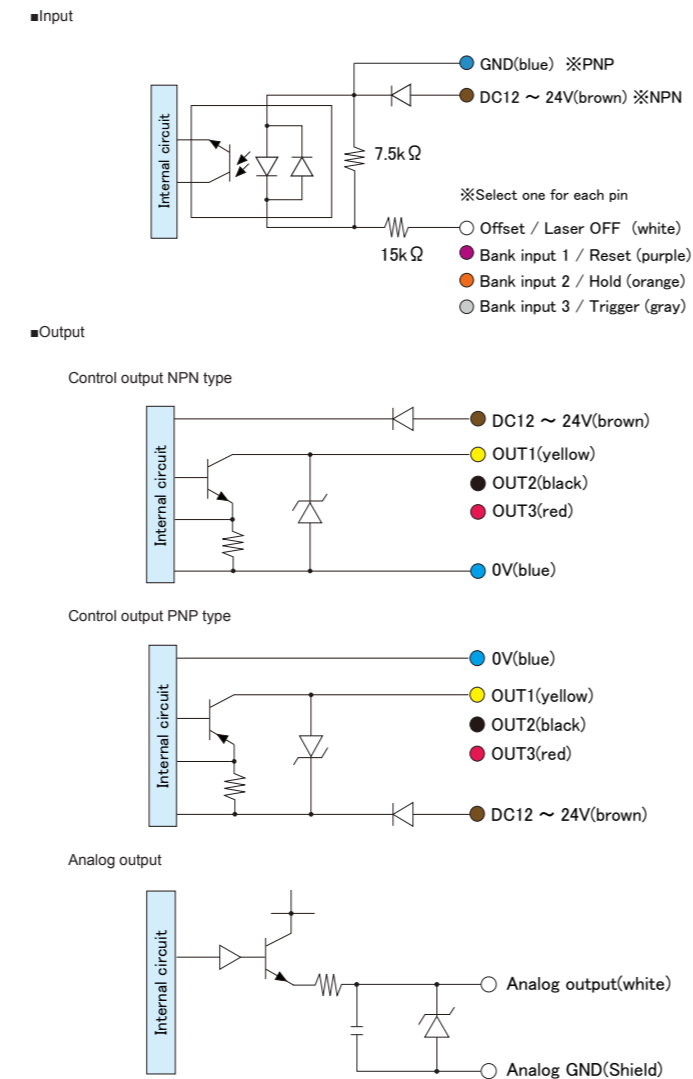 ■Input
GND(blue) ※PNP
DC12 ～ 24V(brown) ※NPN
Internal circuit
7.5kΩ
※Select one for each pin
Offset / Laser OFF (white)
15kΩ
Bank input 1 / Reset (purple)
Bank input 2 / Hold (orange)
Bank input 3 / Trigger (gray)
■Output
Control output NPN type
Internal circuit
DC12 ～ 24V(brown)
OUT1(yellow)
OUT2(black)
OUT3(red)
0V(blue)
Control output PNP type
Internal circuit
0V(blue)
OUT1(yellow)
OUT2(black)
OUT3(red)
DC12 ～ 24V(brown)
Analog output
Internal circuit
Analog output(white)
Analog GND(Shield)